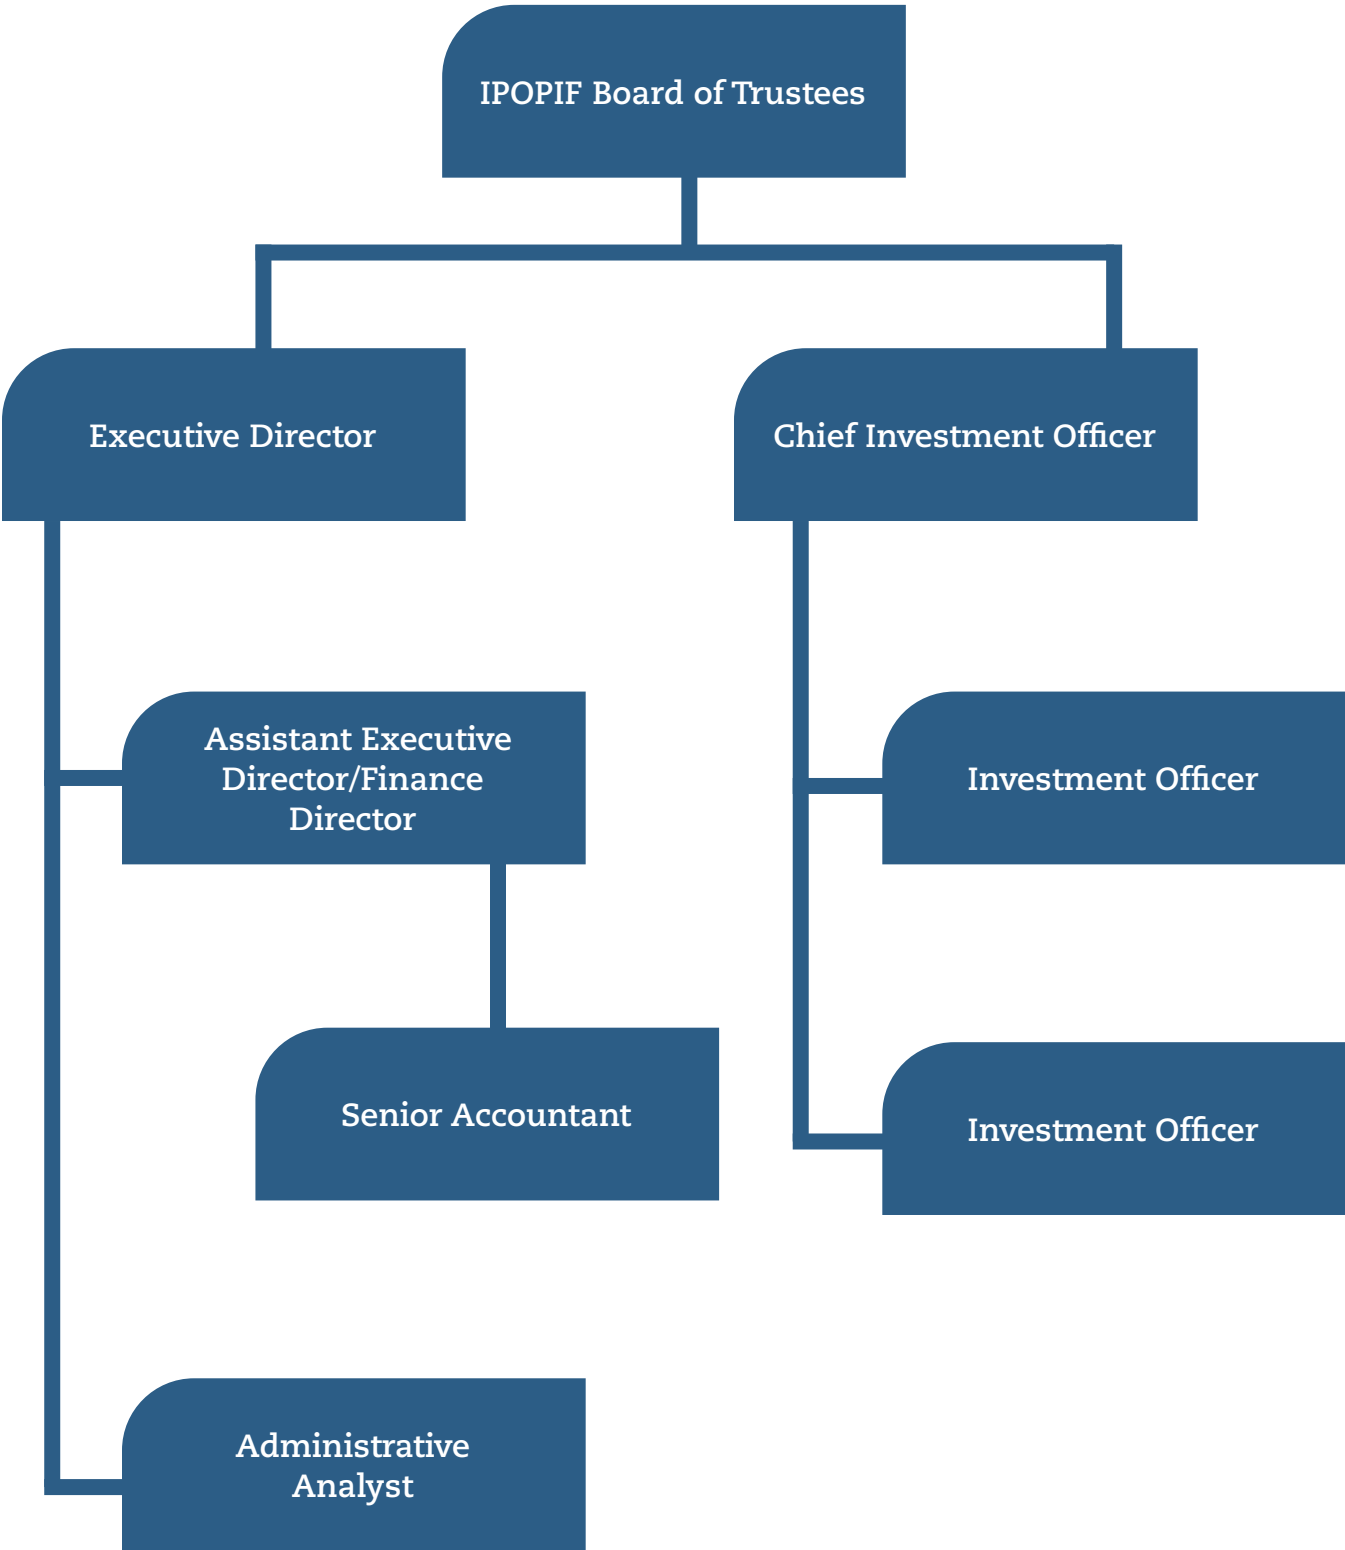 IPOPIF Board of Trustees
Executive Director
Chief Investment Officer
Assistant Executive
Director/Finance
Director
Investment Officer
Senior Accountant
Investment Officer
Administrative
Analyst